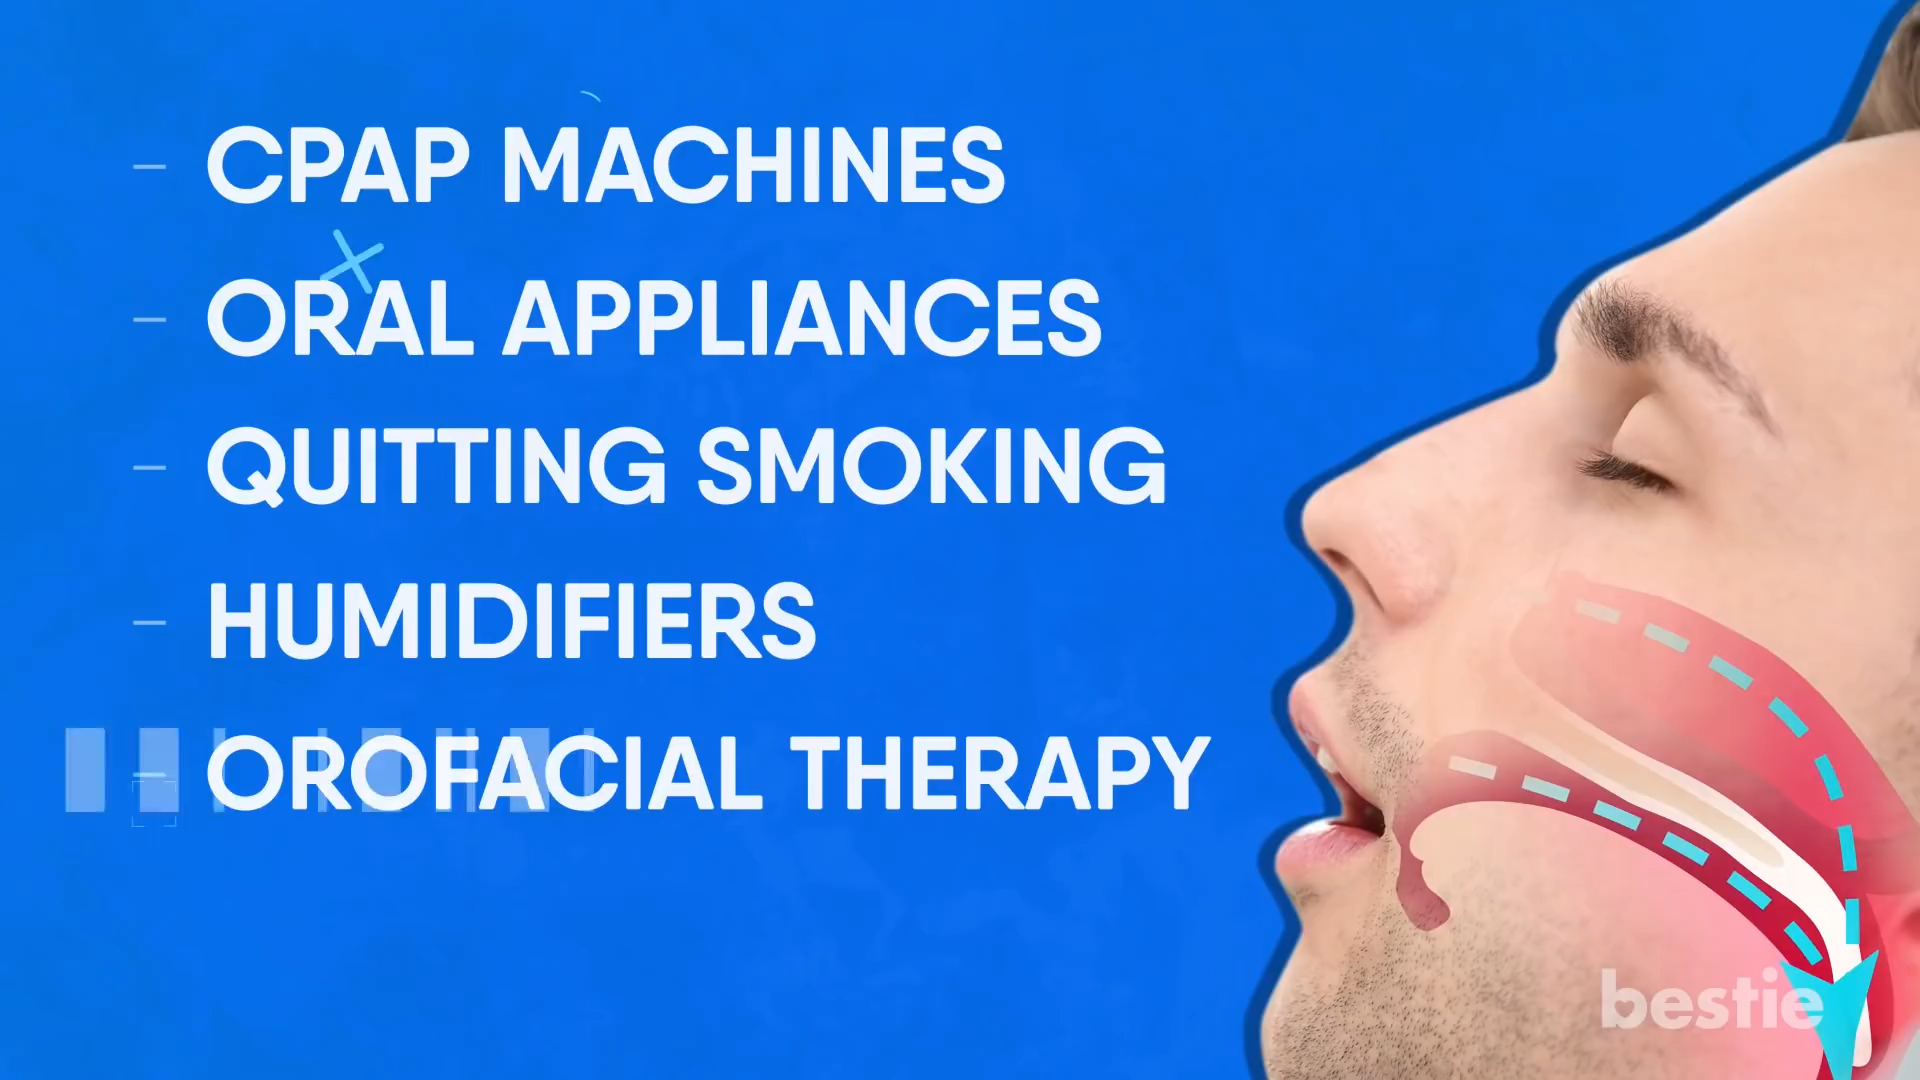 – CPAP MACHINES
– ORAL APPLIANCES
– QUITTING SMOKING
– HUMIDIFIERS
– OROFACIAL THERAPY
bestie